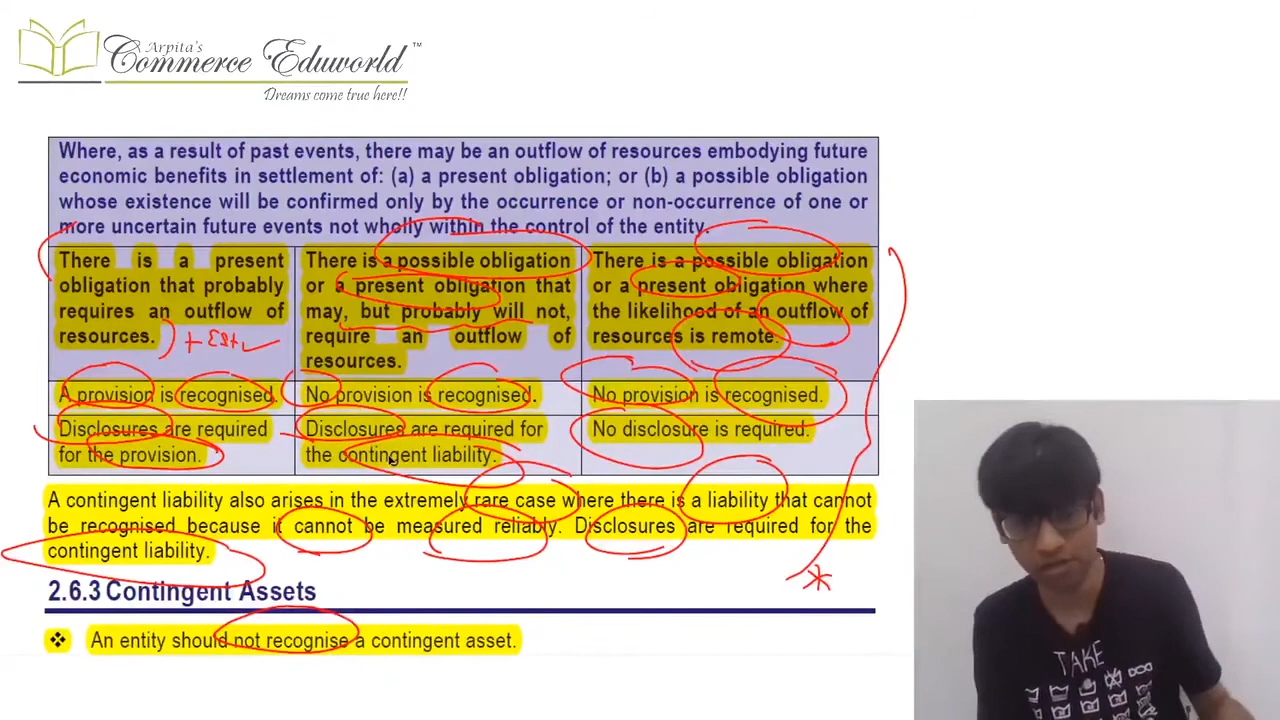 Arpita's
Commerce Eduworld™
Dreams come true here!!
Where, as a result of past events, there may be an outflow of resources embodying future
economic benefits in settlement of: (a) a present obligation; or (b) a possible obligation
whose existence will be confirmed only by the occurrence or non-occurrence of one or
more uncertain future events not wholly within the control of the entity.
There is a present
obligation that probably
requires an outflow of
resources.
+ Est ✓
There is a possible obligation
or a present obligation that
may, but probably will not,
require an outflow of
resources.
There is a possible obligation
or a present obligation where
the likelihood of an outflow of
resources is remote.
A provision is recognised.
No provision is recognised.
No provision is recognised.
Disclosures are required
for the provision.
Disclosures are required for
the contingent liability.
No disclosure is required.
A contingent liability also arises in the extremely rare case where there is a liability that cannot
be recognised because it cannot be measured reliably. Disclosures are required for the
contingent liability.
2.6.3 Contingent Assets
❖ An entity should not recognise a contingent asset.
TAKE